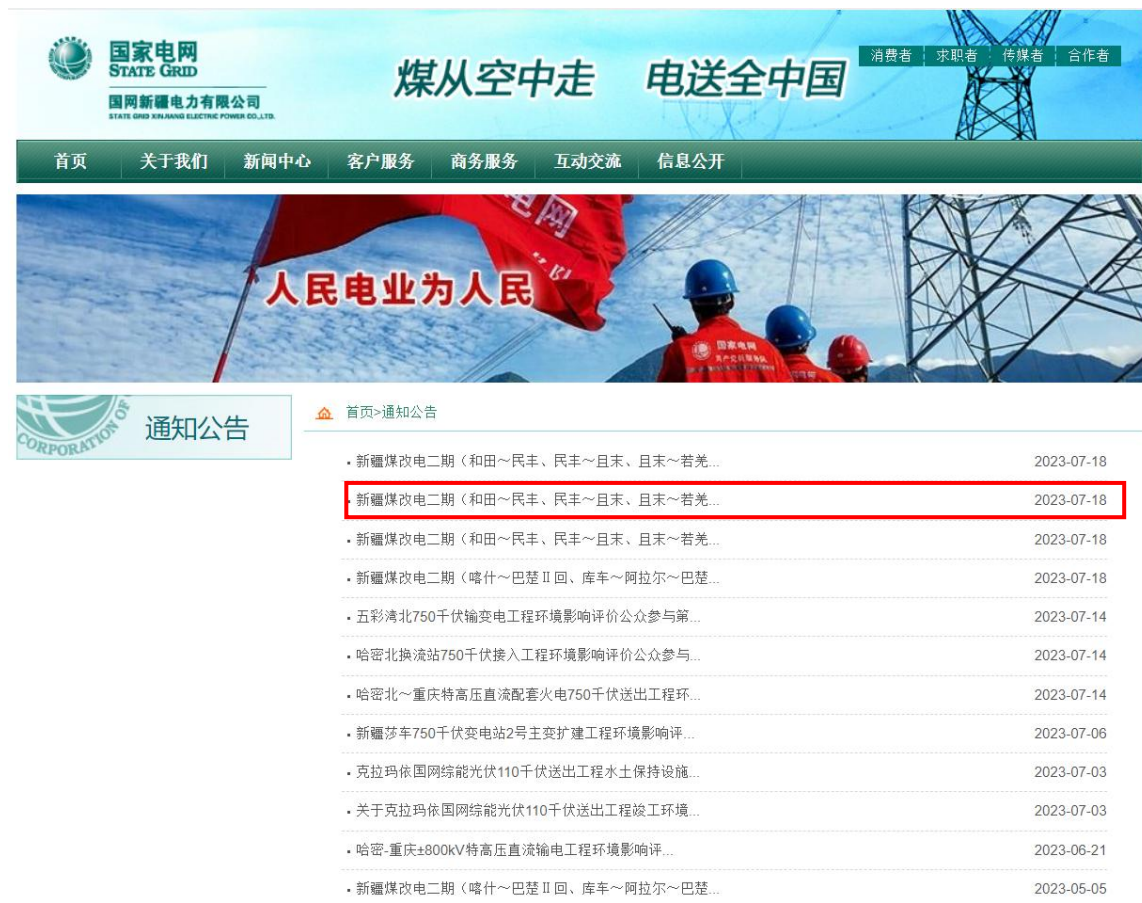 国家电网
STATE GRID
国网新疆电力有限公司
STATE GRID XINJIANG ELECTRIC POWER CO.,LTD.
煤从空中走 电送全中国
消费者 求职者 传媒者 合作者
首页 关于我们 新闻中心 客户服务 商务服务 互动交流 信息公开
电网
人民电业为人民
国家电网
共产党员服务队
CORPORATION OF
通知公告
首页>通知公告
新疆煤改电二期（和田～民丰、民丰～且末、且末～若羌... 2023-07-18
新疆煤改电二期（和田～民丰、民丰～且末、且末～若羌... 2023-07-18
新疆煤改电二期（和田～民丰、民丰～且末、且末～若羌... 2023-07-18
新疆煤改电二期（喀什～巴楚Ⅱ回、库车～阿拉尔～巴楚... 2023-07-18
五彩湾北750千伏输变电工程环境影响评价公众参与第... 2023-07-14
哈密北换流站750千伏接入工程环境影响评价公众参与... 2023-07-14
哈密北～重庆特高压直流配套火电750千伏送出工程环... 2023-07-14
新疆莎车750千伏变电站2号主变扩建工程环境影响评... 2023-07-06
克拉玛依国网综能光伏110千伏送出工程水土保持设施... 2023-07-03
关于克拉玛依国网综能光伏110千伏送出工程竣工环境... 2023-07-03
哈密-重庆±800kV特高压直流输电工程环境影响评... 2023-06-21
新疆煤改电二期（喀什～巴楚Ⅱ回、库车～阿拉尔～巴楚... 2023-05-05